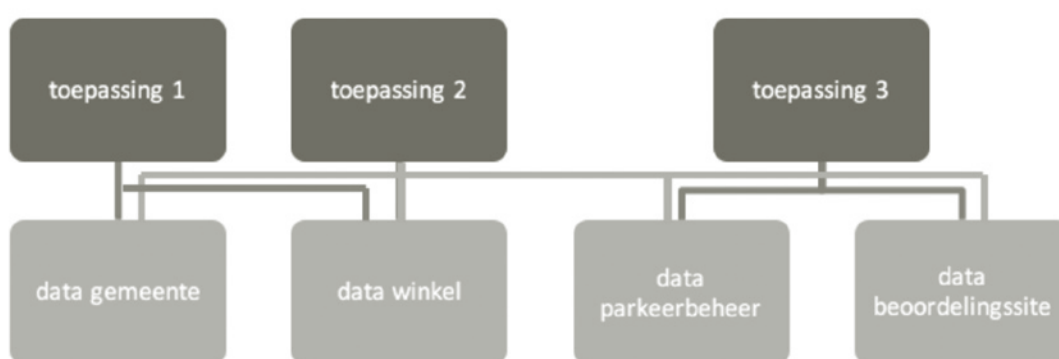 toepassing 1
toepassing 2
toepassing 3
data gemeente
data winkel
data
parkeerbeheer
data
beoordelingssite